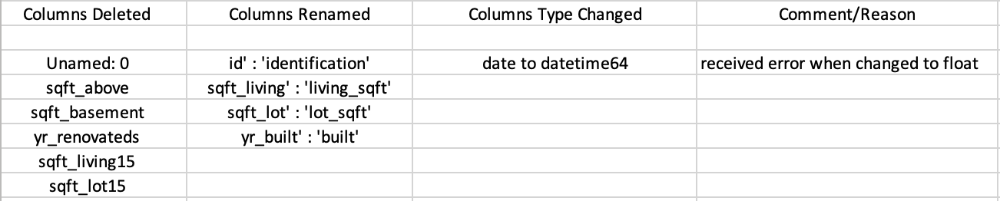 Columns Deleted Columns Renamed Columns Type Changed Comment/Reason
Unamed: 0 id' : 'identification' date to datetime64 received error when changed to float
sqft_above sqft_living' : 'living_sqft'
sqft_basement sqft_lot' : 'lot_sqft'
yr_renovateds yr_built' : 'built'
sqft_living15
sqft_lot15